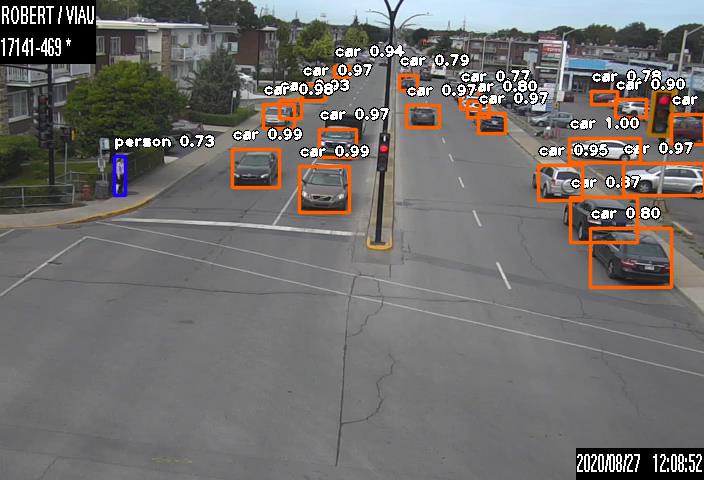 ROBERT / VIAU
17141-469 *
car 0.94
car 0.79
car 0.97
car 0.77
car 0.78
car 0.98
car 0.80
car 0.90
car 0.97
car 0.97
car 0.97
car
car 1.00
person 0.73
car 0.99
car 0.99
car 0.95
car 0.97
car 0.87
car 0.80
2020/08/27 12:08:52